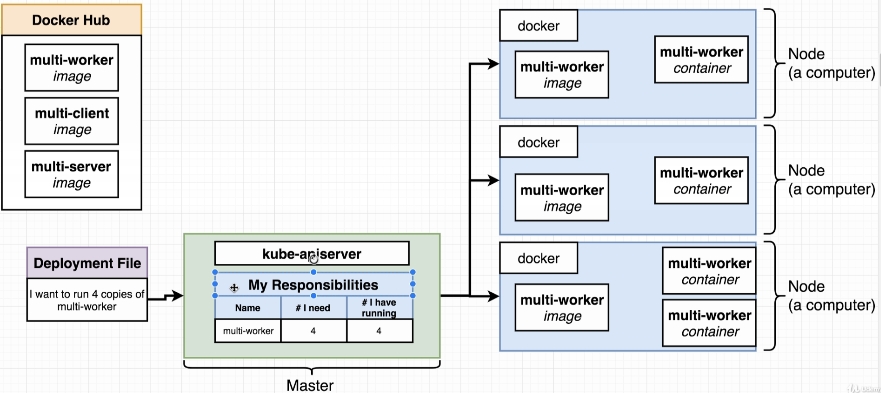 Docker Hub
multi-worker
image
multi-client
image
multi-server
image
Deployment File
I want to run 4 copies of
multi-worker
kube-apiserver
My Responsibilities
Name
# I need
# I have
running
multi-worker
4
4
Master
docker
multi-worker
image
multi-worker
container
Node
(a computer)
docker
multi-worker
image
multi-worker
container
Node
(a computer)
docker
multi-worker
image
multi-worker
container
multi-worker
container
Node
(a computer)